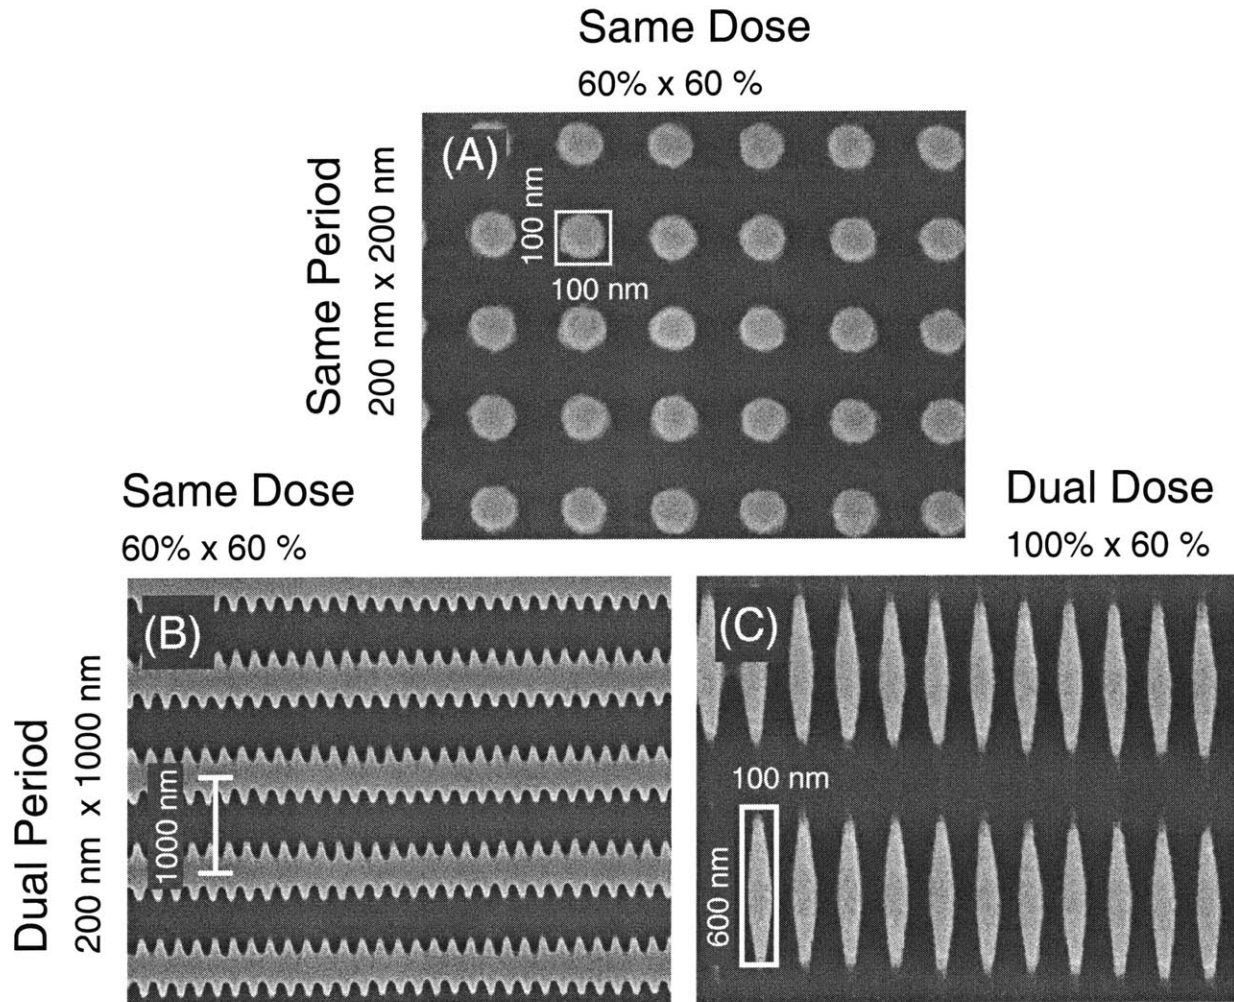 Same Dose
60% x 60 %
Same Period
200 nm x 200 nm
(A)
100 nm
100 nm
Same Dose
60% x 60 %
Dual Dose
100% x 60 %
Dual Period
200 nm x 1000 nm
(B)
1000 nm
(C)
100 nm
600 nm